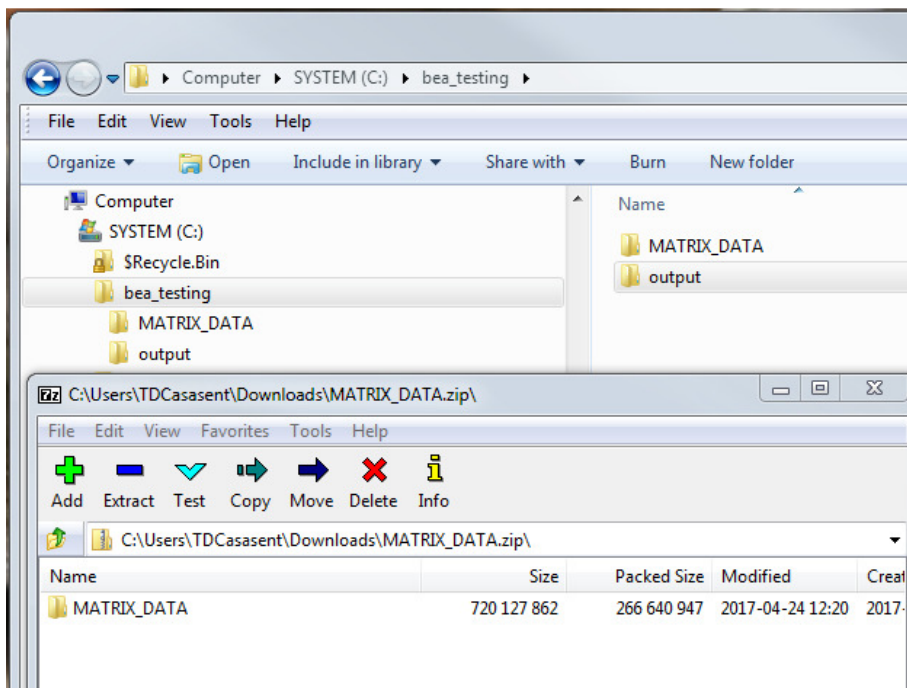 Computer SYSTEM (C:) bea_testing
File Edit View Tools Help
Organize Open Include in library Share with Burn New folder
Computer
SYSTEM (C:)
$Recycle.Bin
bea_testing
MATRIX_DATA
output
Name
MATRIX_DATA
output
7z C:\Users\TDCasasent\Downloads\MATRIX_DATA.zip\
File Edit View Favorites Tools Help
Add Extract Test Copy Move Delete Info
C:\Users\TDCasasent\Downloads\MATRIX_DATA.zip\
Name Size Packed Size Modified Creat
MATRIX_DATA 720 127 862 266 640 947 2017-04-24 12:20 2017-